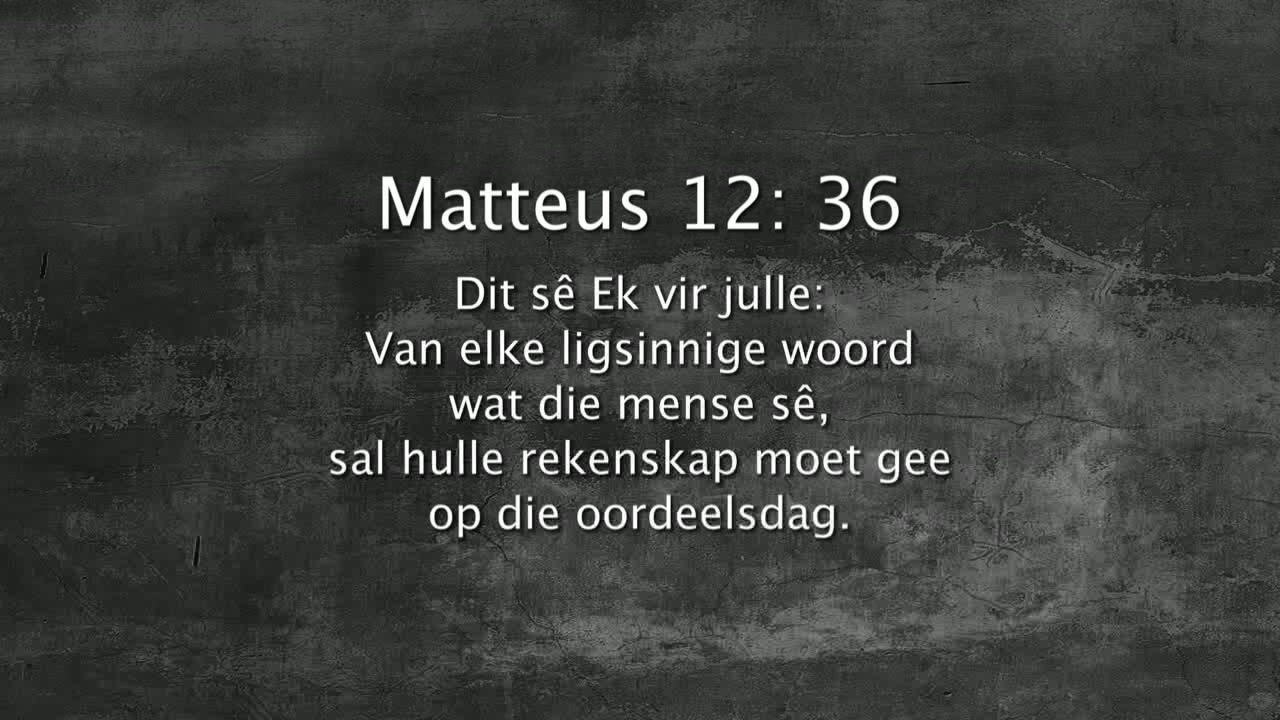 Matteus 12: 36
Dit sê Ek vir julle:
Van elke ligsinnige woord
wat die mense sê,
sal hulle rekenskap moet gee
op die oordeelsdag.